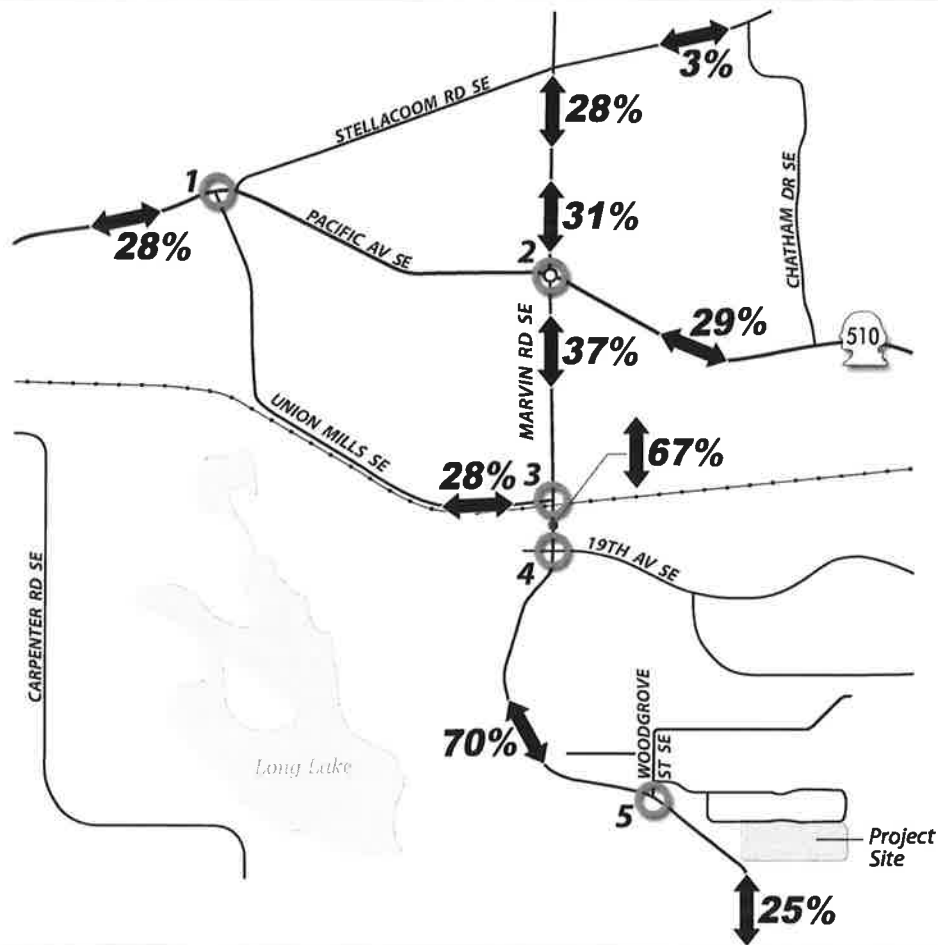 3%
STELLACOOM RD SE
28%
CHATHAM DR SE
1
PACIFIC AV SE
31%
28%
2
29%
510
MARVIN RD SE
37%
UNION MILLS SE
67%
28%
3
19TH AV SE
4
CARPENTER RD SE
70%
WOODGROVE
ST SE
Long Lake
5
Project
Site
25%